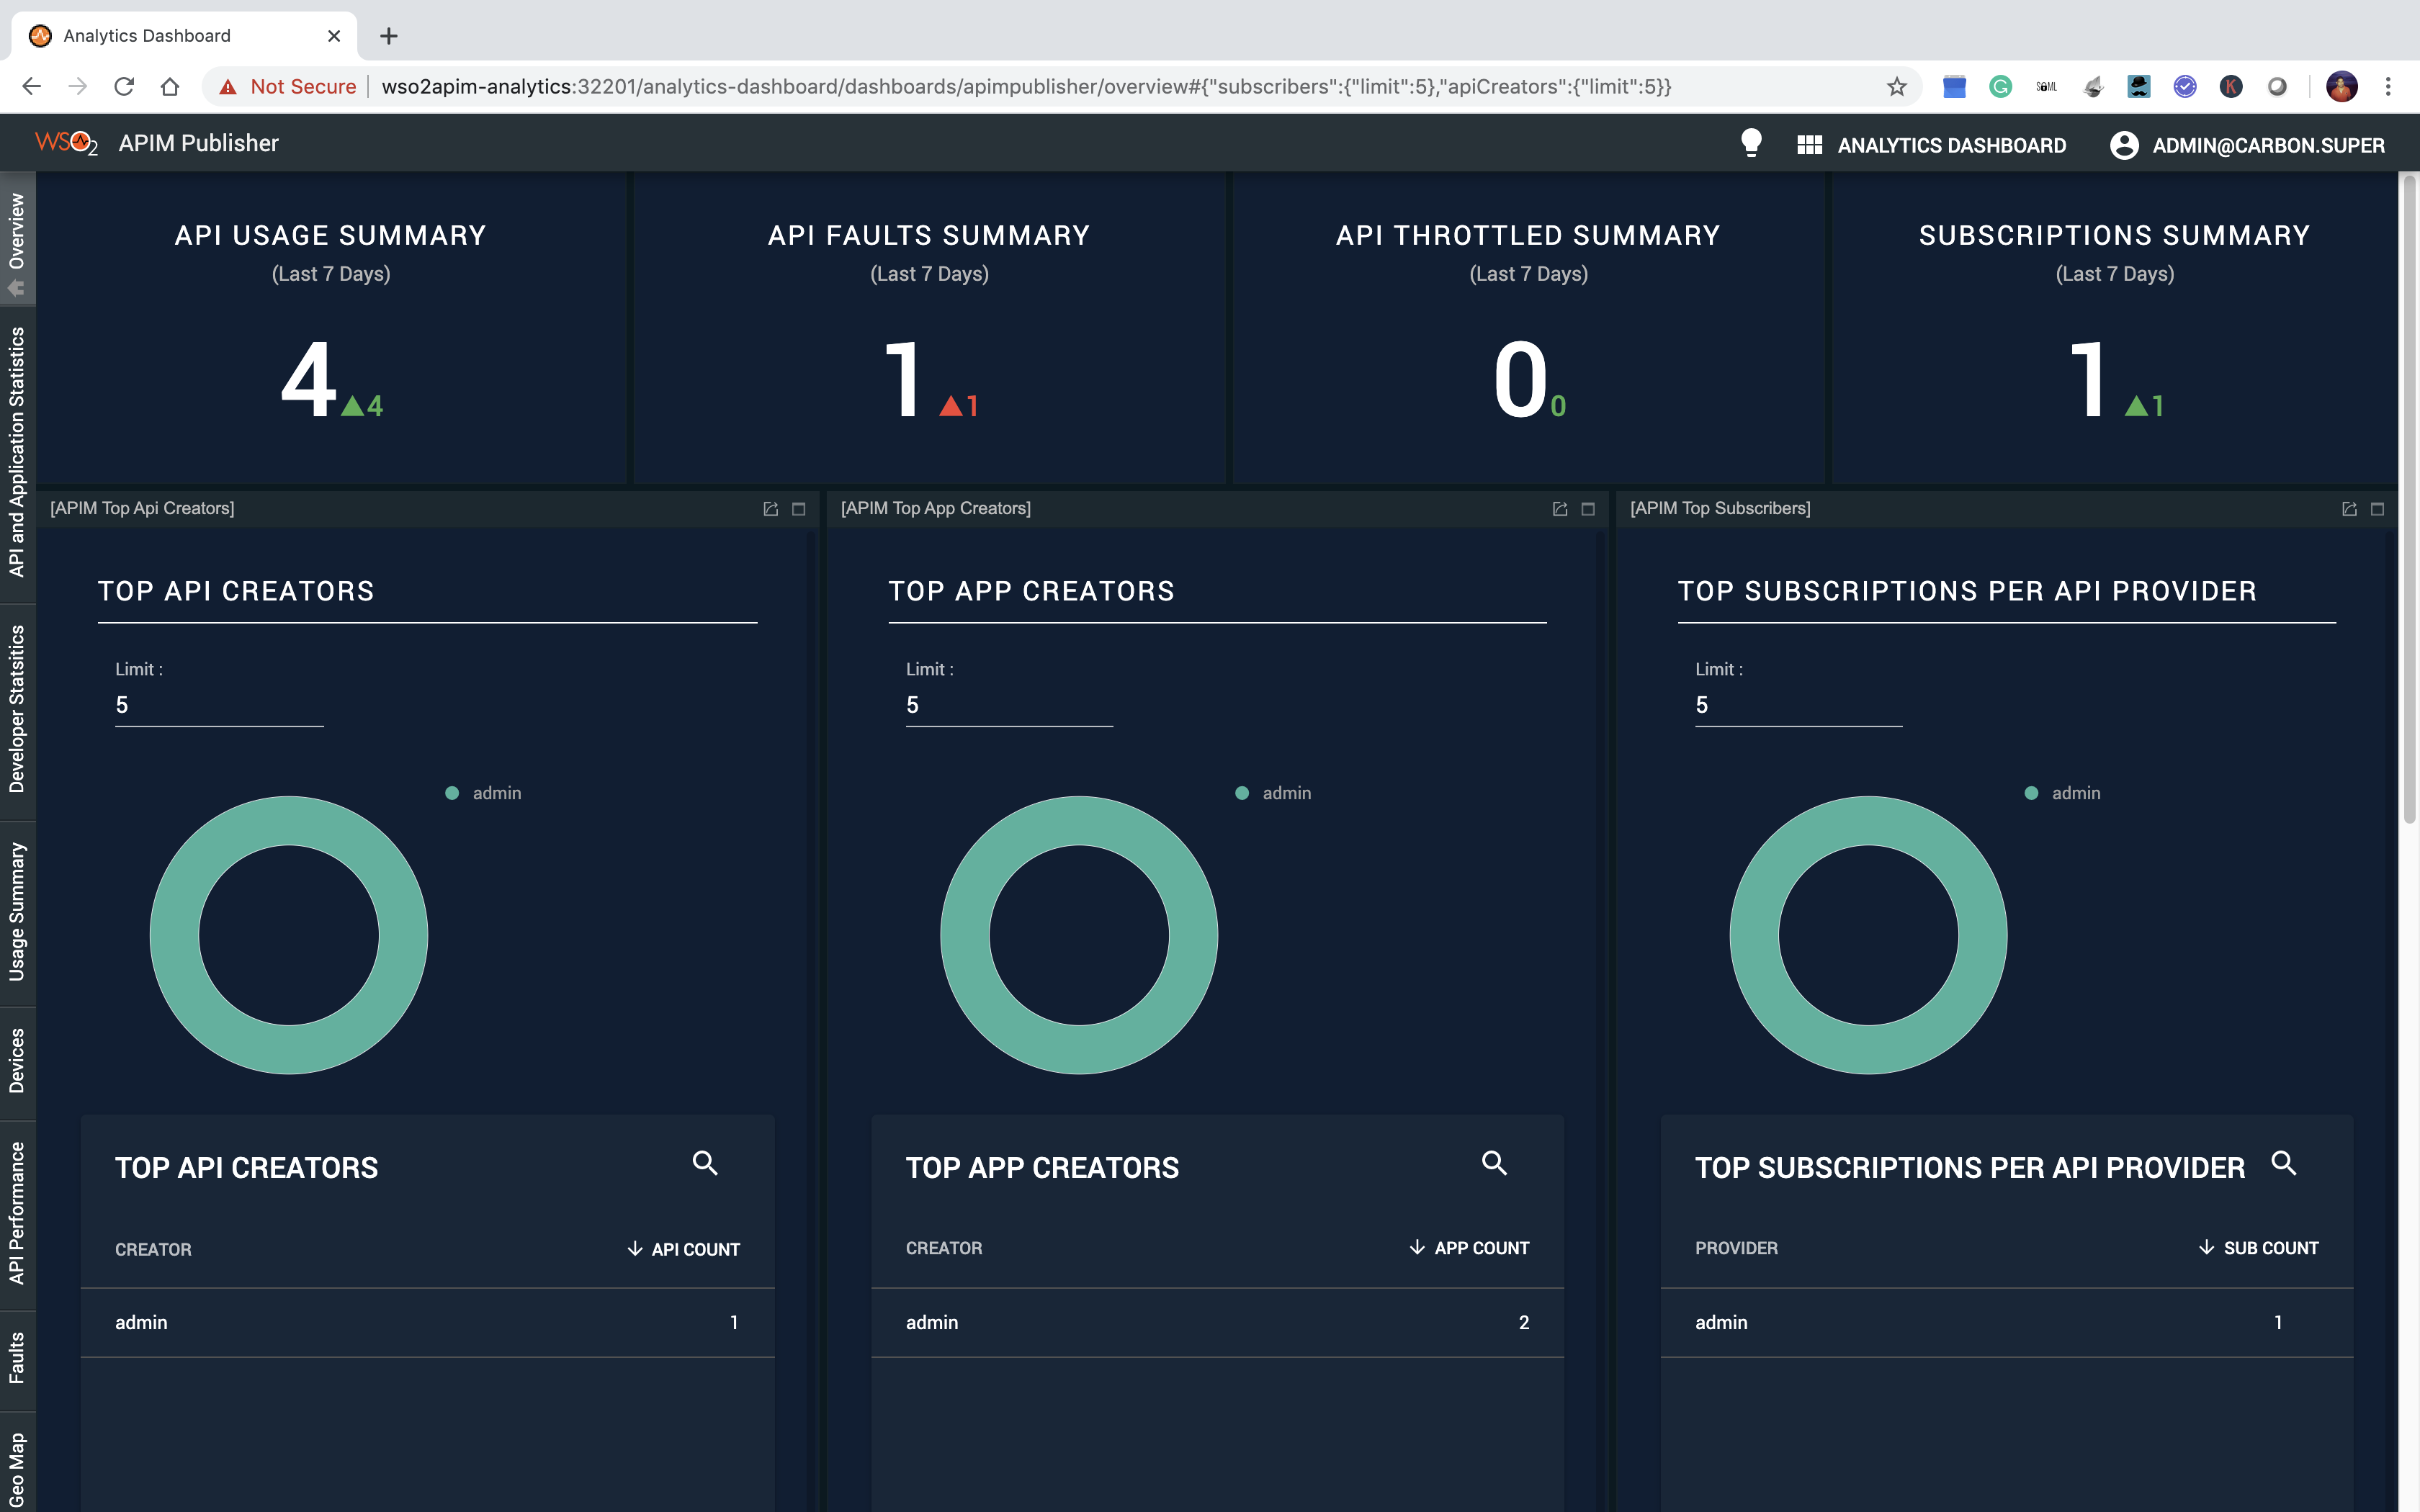 Analytics Dashboard
Not Secure
wso2apim-analytics:32201/analytics-dashboard/dashboards/apimpublisher/overview#{"subscribers":{"limit":5},"apiCreators":{"limit":5}}
SAML
K
WSO2
APIM Publisher
ANALYTICS DASHBOARD
ADMIN@CARBON.SUPER
Overview
API and Application Statistics
Developer Statsitics
Usage Summary
Devices
API Performance
Faults
Geo Map
API USAGE SUMMARY
(Last 7 Days)
4 4
API FAULTS SUMMARY
(Last 7 Days)
1 1
API THROTTLED SUMMARY
(Last 7 Days)
0 0
SUBSCRIPTIONS SUMMARY
(Last 7 Days)
1 1
[APIM Top Api Creators]
TOP API CREATORS
Limit :
5
admin
TOP API CREATORS
CREATOR API COUNT
admin 1
[APIM Top App Creators]
TOP APP CREATORS
Limit :
5
admin
TOP APP CREATORS
CREATOR APP COUNT
admin 2
[APIM Top Subscribers]
TOP SUBSCRIPTIONS PER API PROVIDER
Limit :
5
admin
TOP SUBSCRIPTIONS PER API PROVIDER
PROVIDER SUB COUNT
admin 1